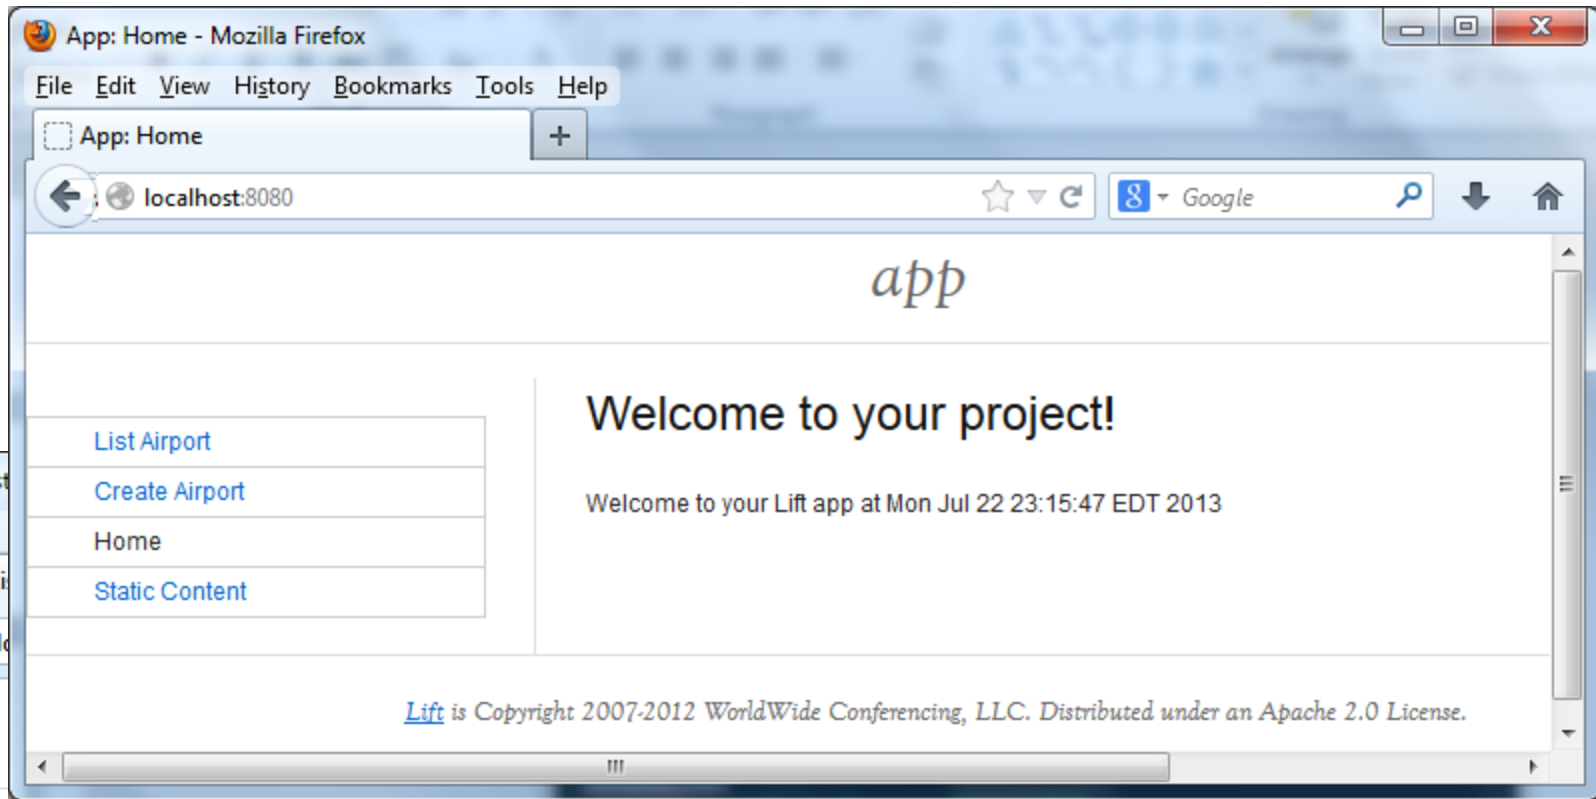 App: Home - Mozilla Firefox
File Edit View History Bookmarks Tools Help
App: Home
localhost:8080
Google
app
List Airport
Create Airport
Home
Static Content
Welcome to your project!
Welcome to your Lift app at Mon Jul 22 23:15:47 EDT 2013
Lift is Copyright 2007-2012 WorldWide Conferencing, LLC. Distributed under an Apache 2.0 License.